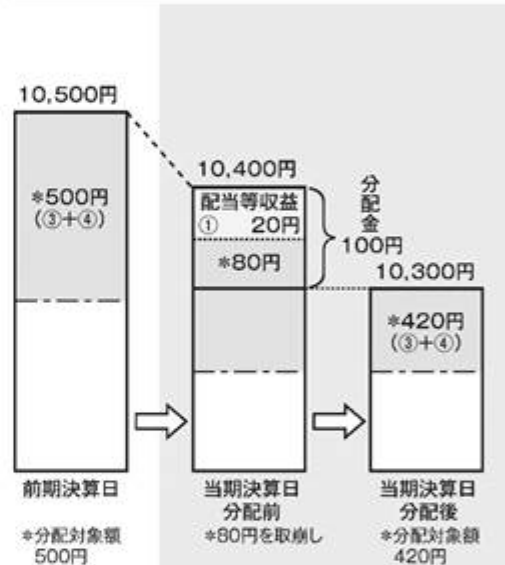 10,500円
*500円
(③+④)
前期決算日
*分配対象額
500円
10,400円
配当等収益
① 20円
*80円
分配金
100円
当期決算日
分配前
*80円を取崩し
10,300円
*420円
(③+④)
当期決算日
分配後
*分配対象額
420円